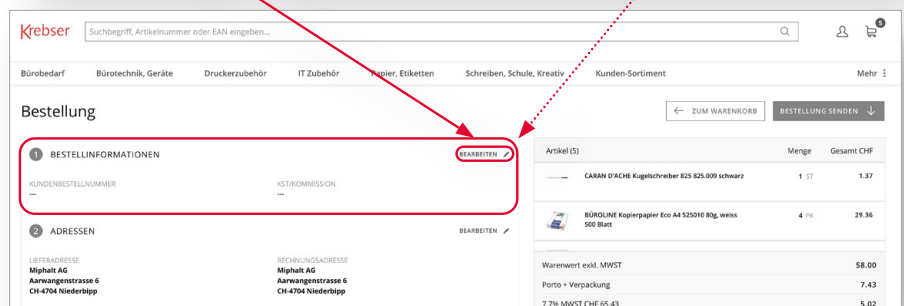 Krebser
Suchbegriff, Artikelnummer oder EAN eingeben...
5
Bürobedarf Bürotechnik, Geräte Druckerzubehör IT Zubehör Papier, Etiketten Schreiben, Schule, Kreativ Kunden-Sortiment Mehr
Bestellung
ZUM WARENKORB
BESTELLUNG SENDEN
1 BESTELLINFORMATIONEN
BEARBEITEN
KUNDENBESTELLNUMMER
---
KST/KOMMISSION
---
2 ADRESSEN
BEARBEITEN
LIEFERADRESSE
Miphalt AG
Aarwangenstrasse 6
CH-4704 Niederbipp
RECHNUNGSADRESSE
Miphalt AG
Aarwangenstrasse 6
CH-4704 Niederbipp
Artikel (5) Menge Gesamt CHF
CARAN D'ACHE Kugelschreiber 825 825.009 schwarz 1 ST 1.37
BÜROLINE Kopierpapier Eco A4 525010 80g, weiss 4 PK 29.36
500 Blatt
Warenwert exkl. MWST 58.00
Porto + Verpackung 7.43
7.7% MWST CHF 65.43 5.02